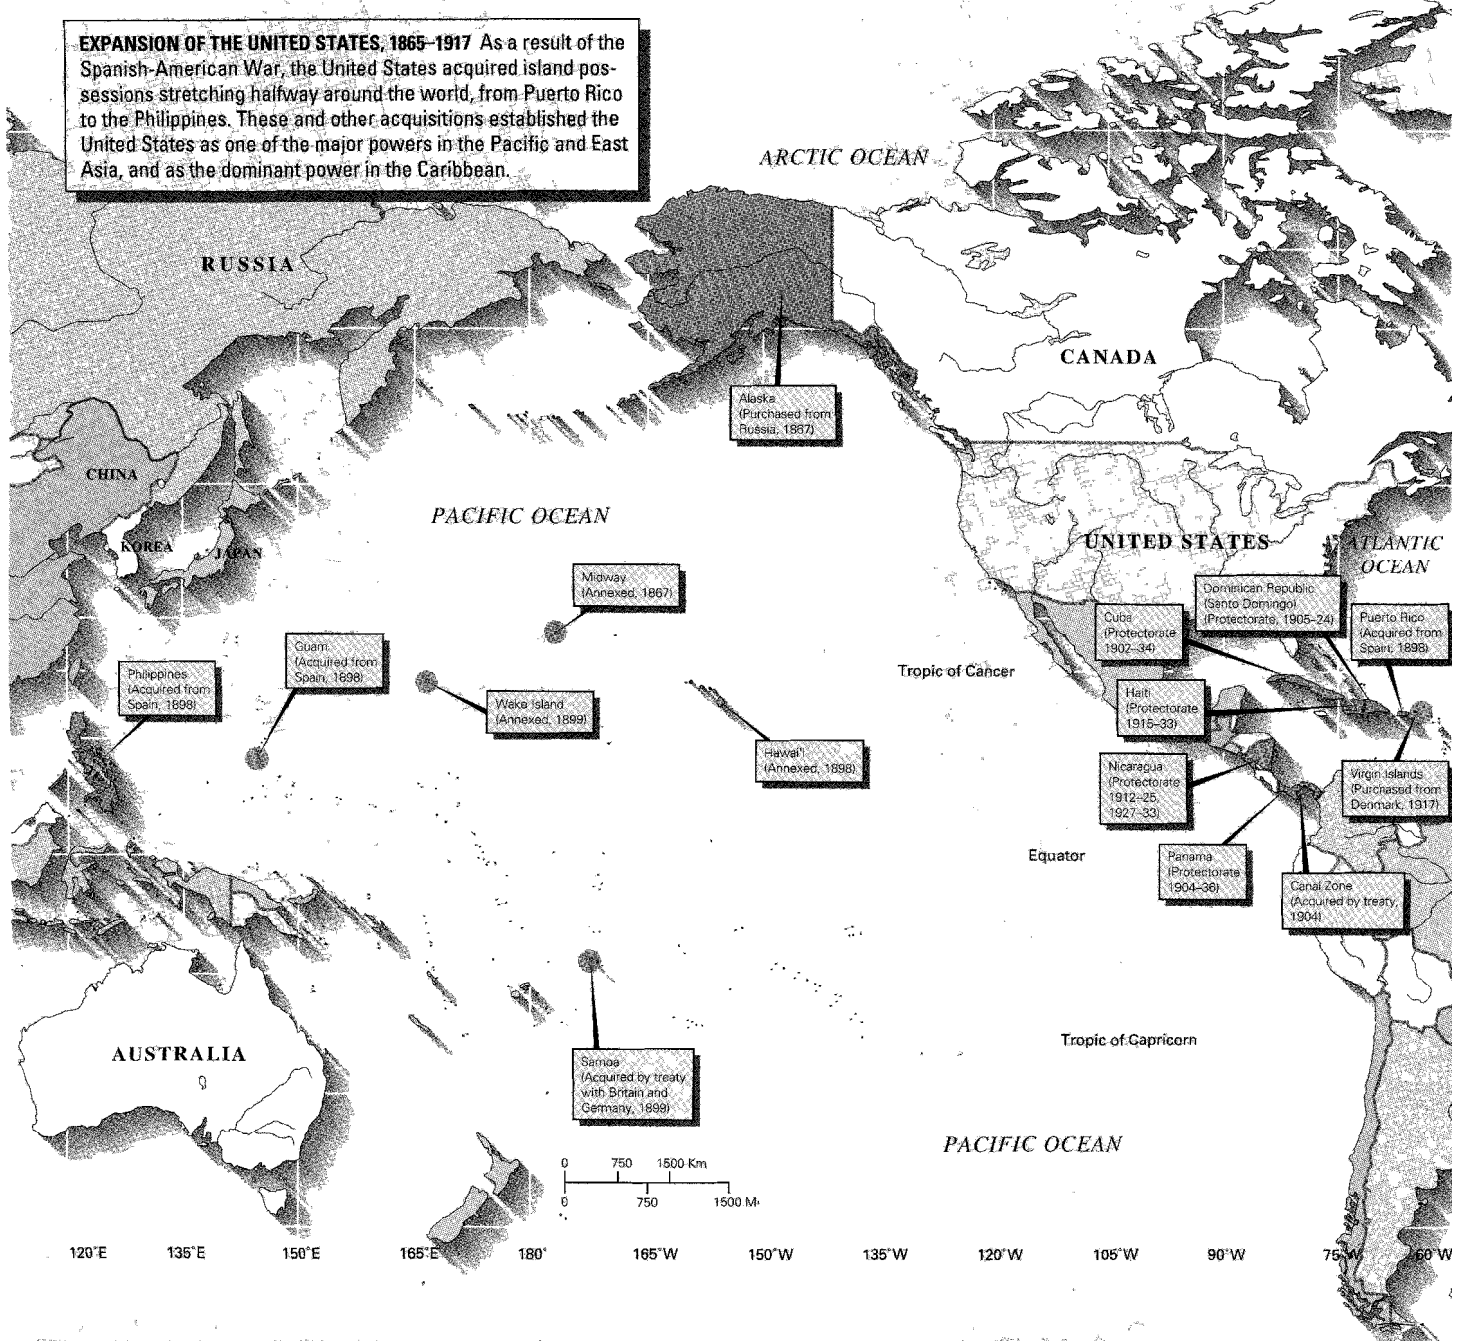 EXPANSION OF THE UNITED STATES, 1865–1917 As a result of the
Spanish-American War, the United States acquired island pos-
sessions stretching halfway around the world, from Puerto Rico
to the Philippines. These and other acquisitions established the
United States as one of the major powers in the Pacific and East
Asia, and as the dominant power in the Caribbean.
ARCTIC OCEAN
RUSSIA
CANADA
Alaska
(Purchased from
Russia, 1867)
CHINA
PACIFIC OCEAN
KOREA
JAPAN
UNITED STATES
ATLANTIC
OCEAN
Midway
(Annexed, 1867)
Dominican Republic
(Santo Domingo)
(Protectorate, 1905–24)
Cuba
(Protectorate
1902–34)
Puerto Rico
(Acquired from
Spain, 1898)
Guam
(Acquired from
Spain, 1898)
Philippines
(Acquired from
Spain, 1898)
Tropic of Cancer
Wake Island
(Annexed, 1899)
Haiti
(Protectorate
1915–33)
Hawai'i
(Annexed, 1898)
Nicaragua
(Protectorate
1912–25,
1927–33)
Virgin Islands
(Purchased from
Denmark, 1917)
Equator
Panama
(Protectorate
1904–36)
Canal Zone
(Acquired by treaty,
1904)
AUSTRALIA
Tropic of Capricorn
Samoa
(Acquired by treaty
with Britain and
Germany, 1899)
PACIFIC OCEAN
0 750 1500 Km
0 750 1500 Mi
120°E 135°E 150°E 165°E 180° 165°W 150°W 135°W 120°W 105°W 90°W 75°W 60°W